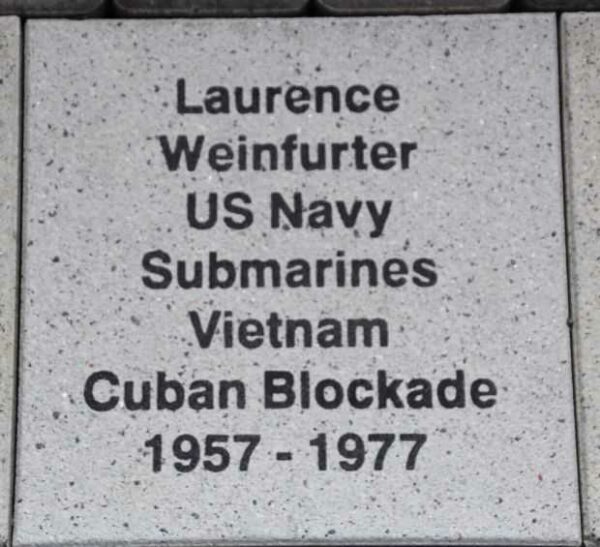 Laurence
Weinfurter
US Navy
Submarines
Vietnam
Cuban Blockade
1957 - 1977